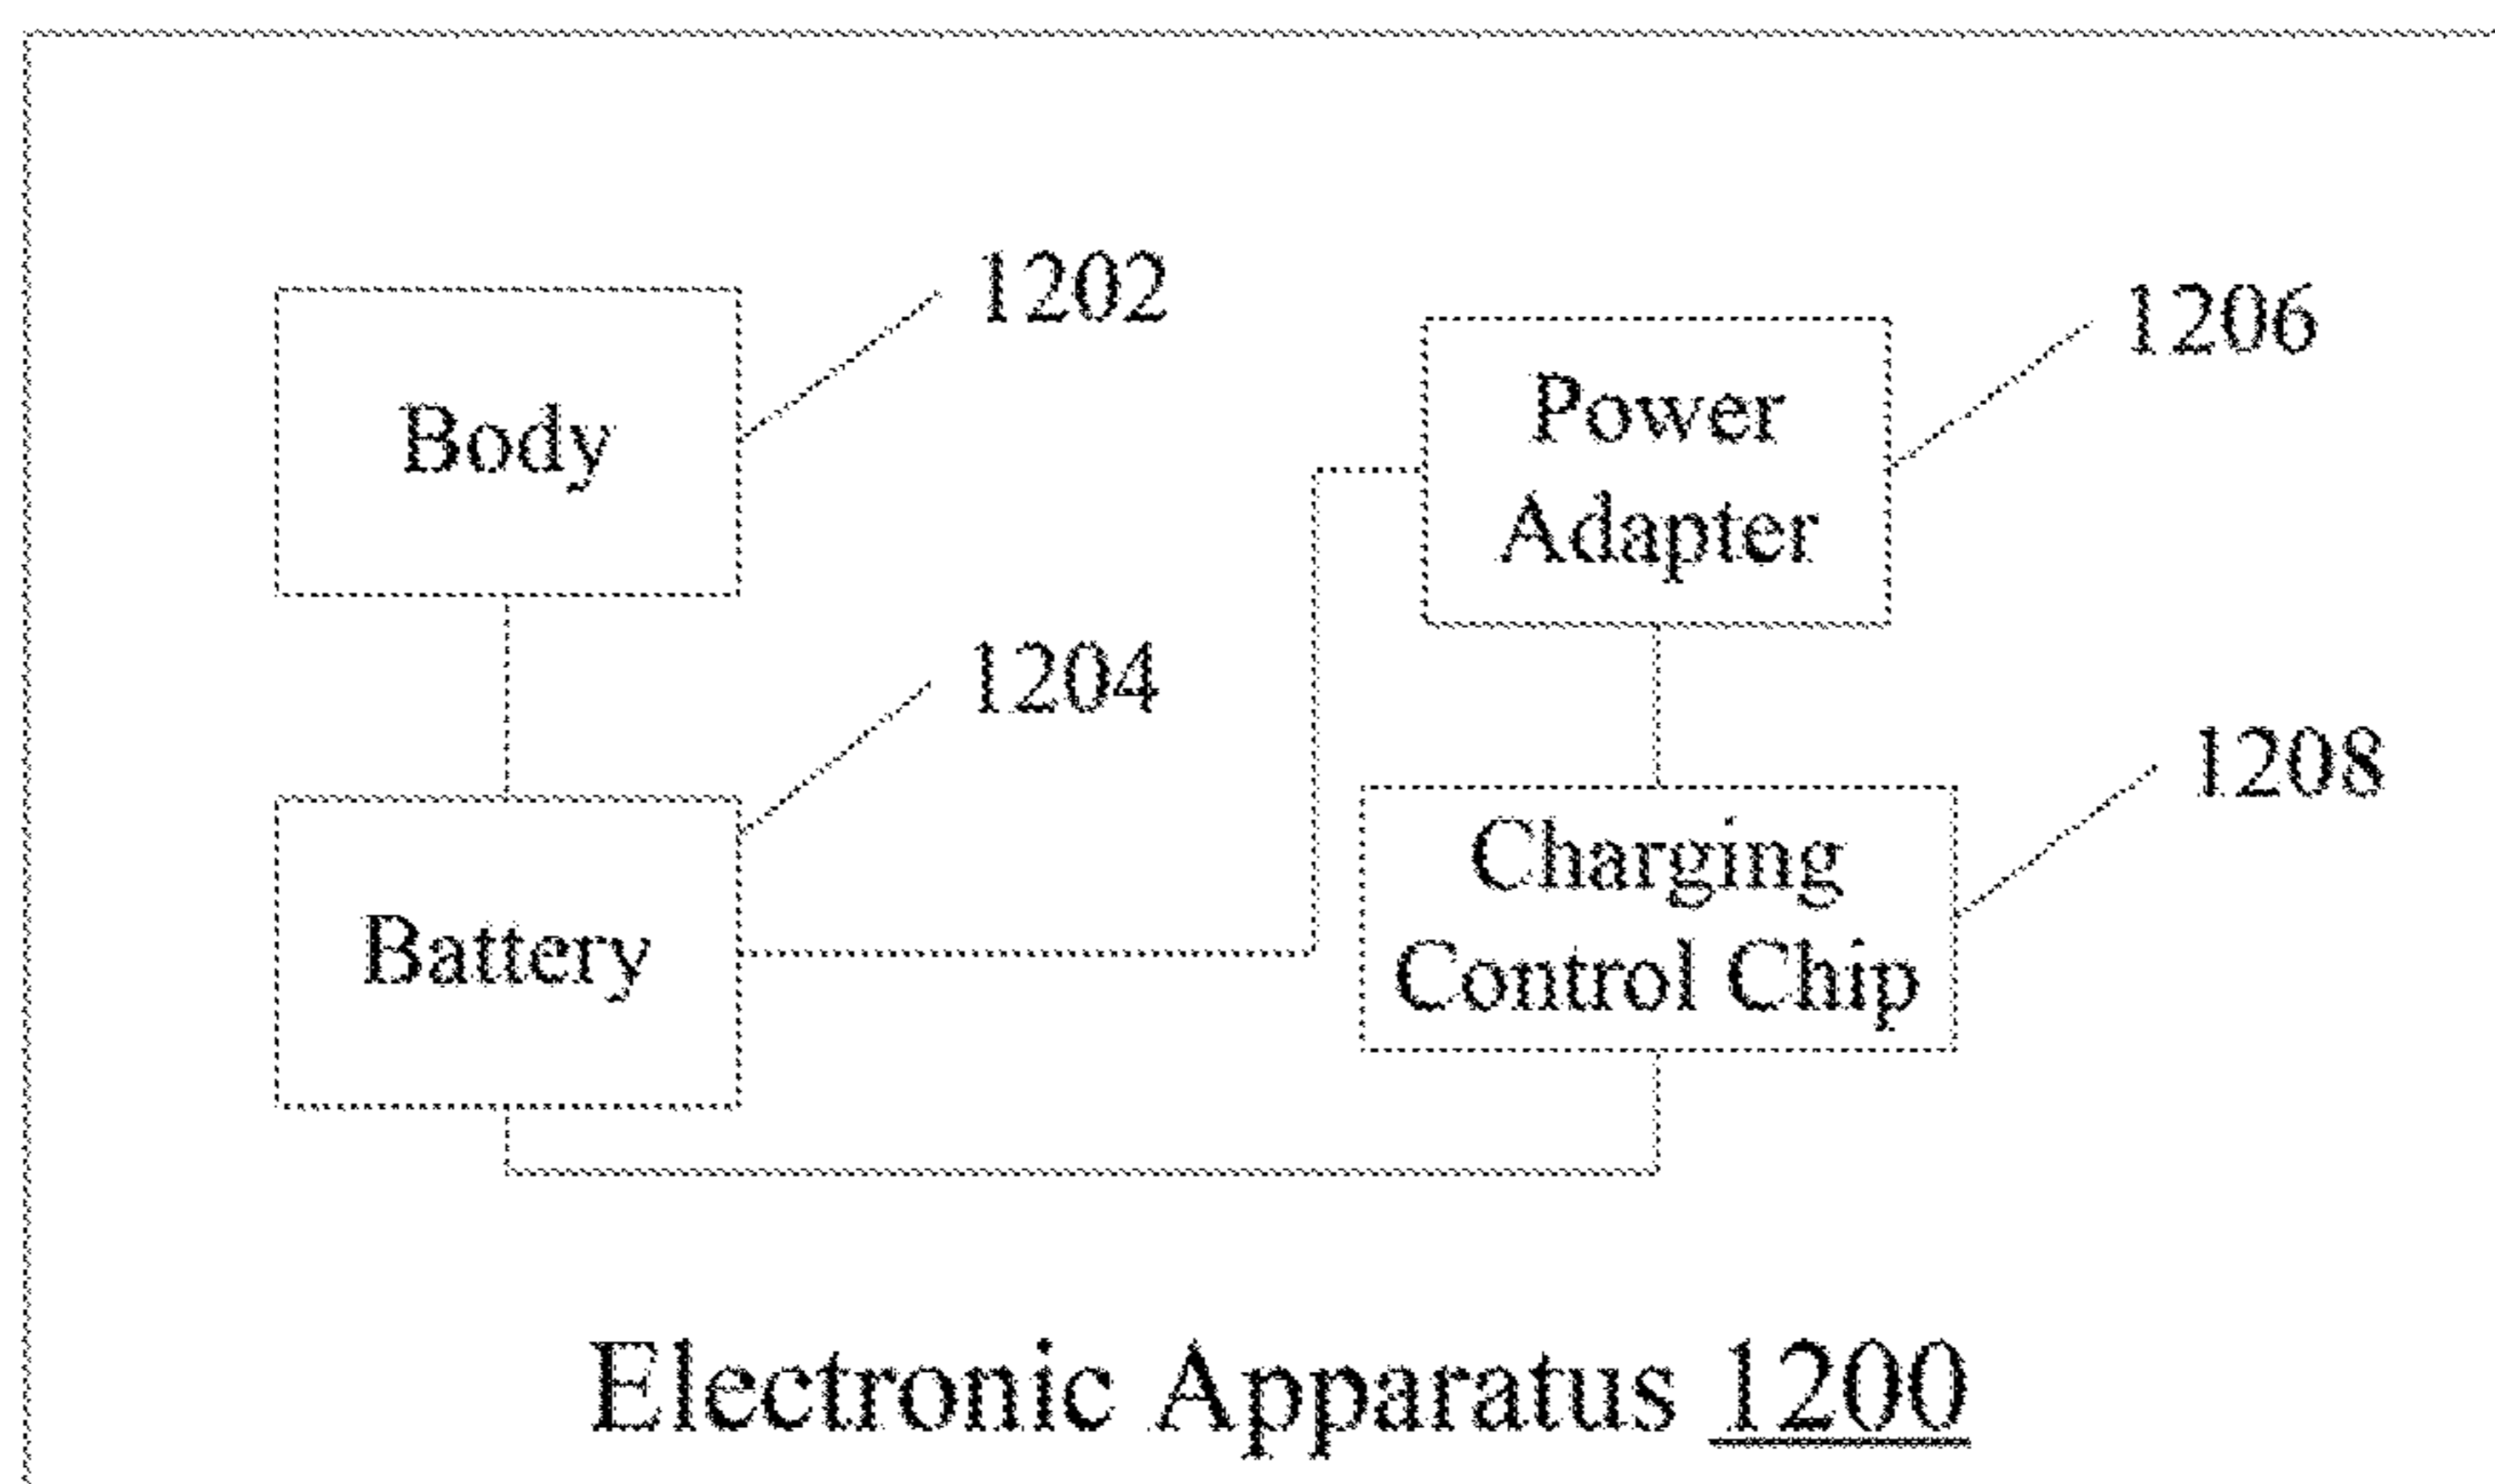 Body
1202
Battery
1204
Power
Adapter
1206
Charging
Control Chip
1208
Electronic Apparatus 1200